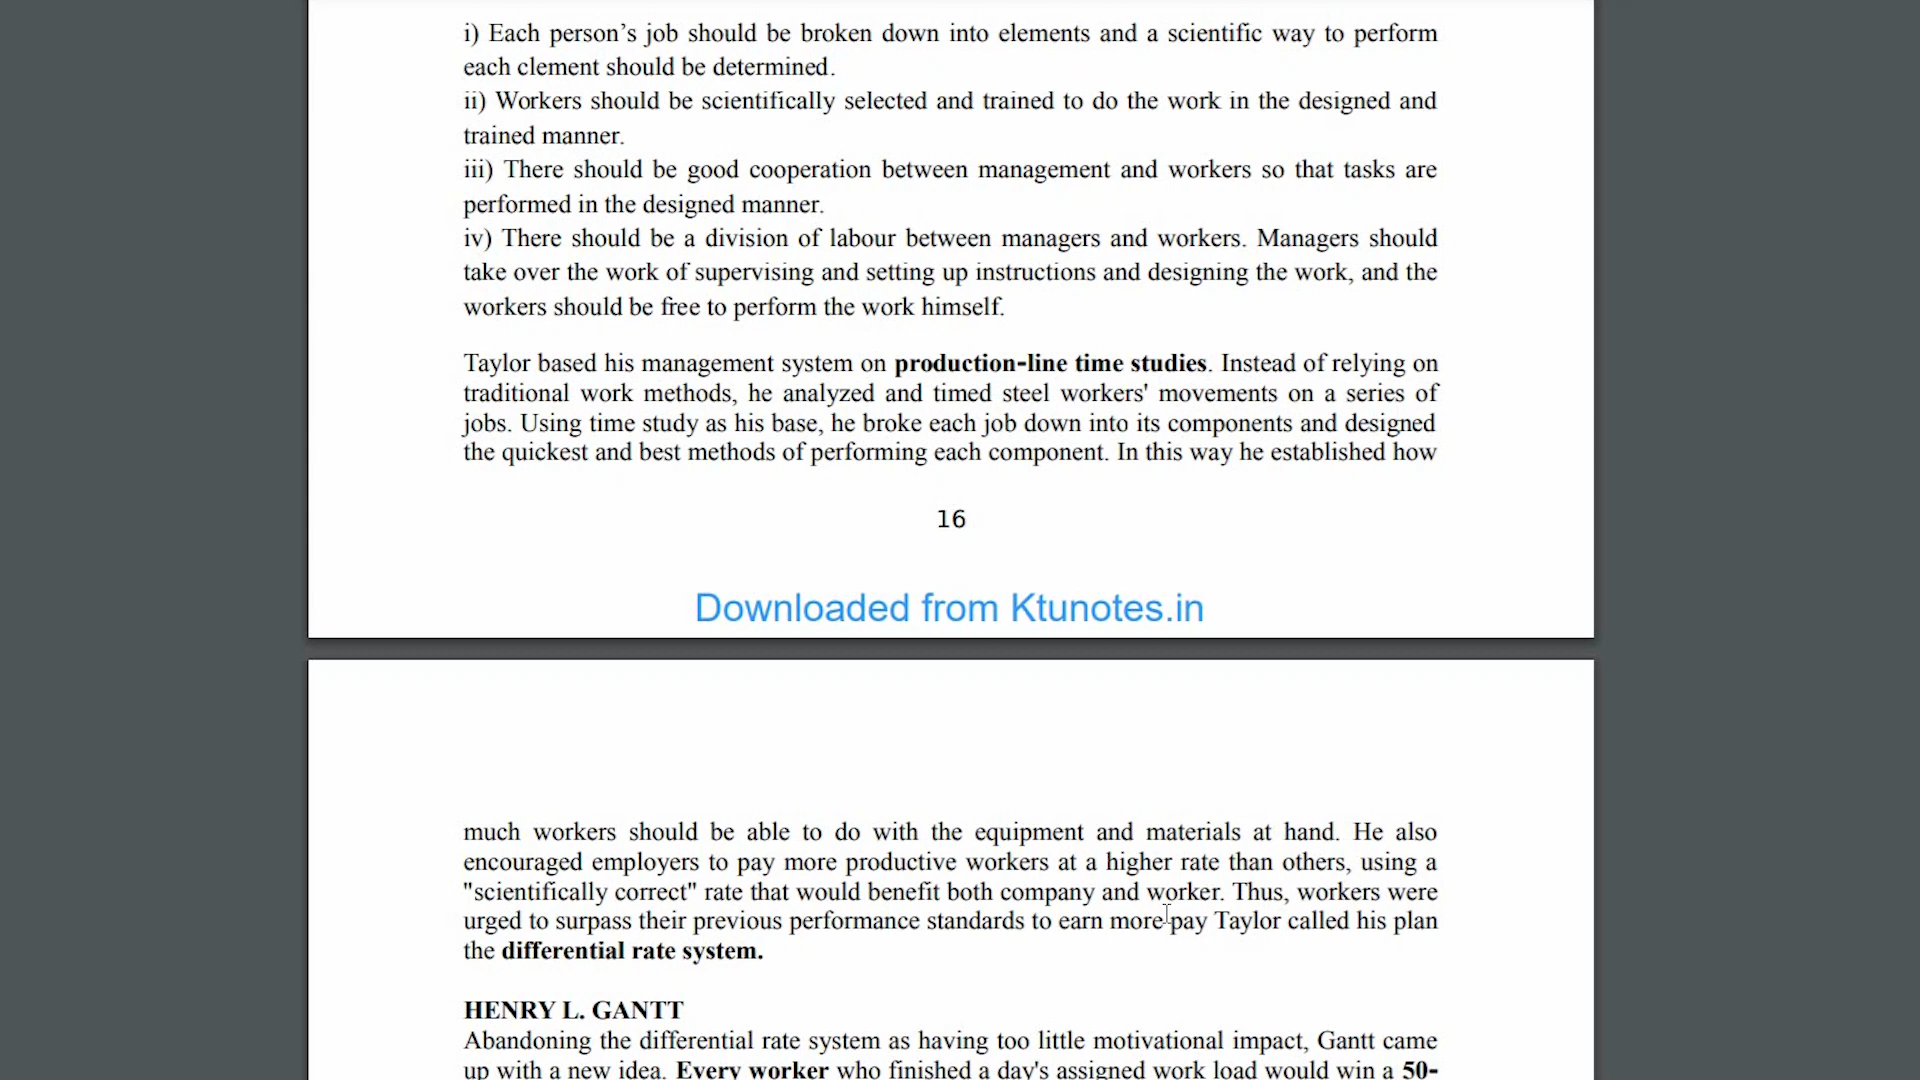 i) Each person’s job should be broken down into elements and a scientific way to perform
each clement should be determined.
ii) Workers should be scientifically selected and trained to do the work in the designed and
trained manner.
iii) There should be good cooperation between management and workers so that tasks are
performed in the designed manner.
iv) There should be a division of labour between managers and workers. Managers should
take over the work of supervising and setting up instructions and designing the work, and the
workers should be free to perform the work himself.
Taylor based his management system on production-line time studies. Instead of relying on
traditional work methods, he analyzed and timed steel workers' movements on a series of
jobs. Using time study as his base, he broke each job down into its components and designed
the quickest and best methods of performing each component. In this way he established how
16
Downloaded from Ktunotes.in
much workers should be able to do with the equipment and materials at hand. He also
encouraged employers to pay more productive workers at a higher rate than others, using a
"scientifically correct" rate that would benefit both company and worker. Thus, workers were
urged to surpass their previous performance standards to earn more pay Taylor called his plan
the differential rate system.
HENRY L. GANTT
Abandoning the differential rate system as having too little motivational impact, Gantt came
up with a new idea. Every worker who finished a day's assigned work load would win a 50-